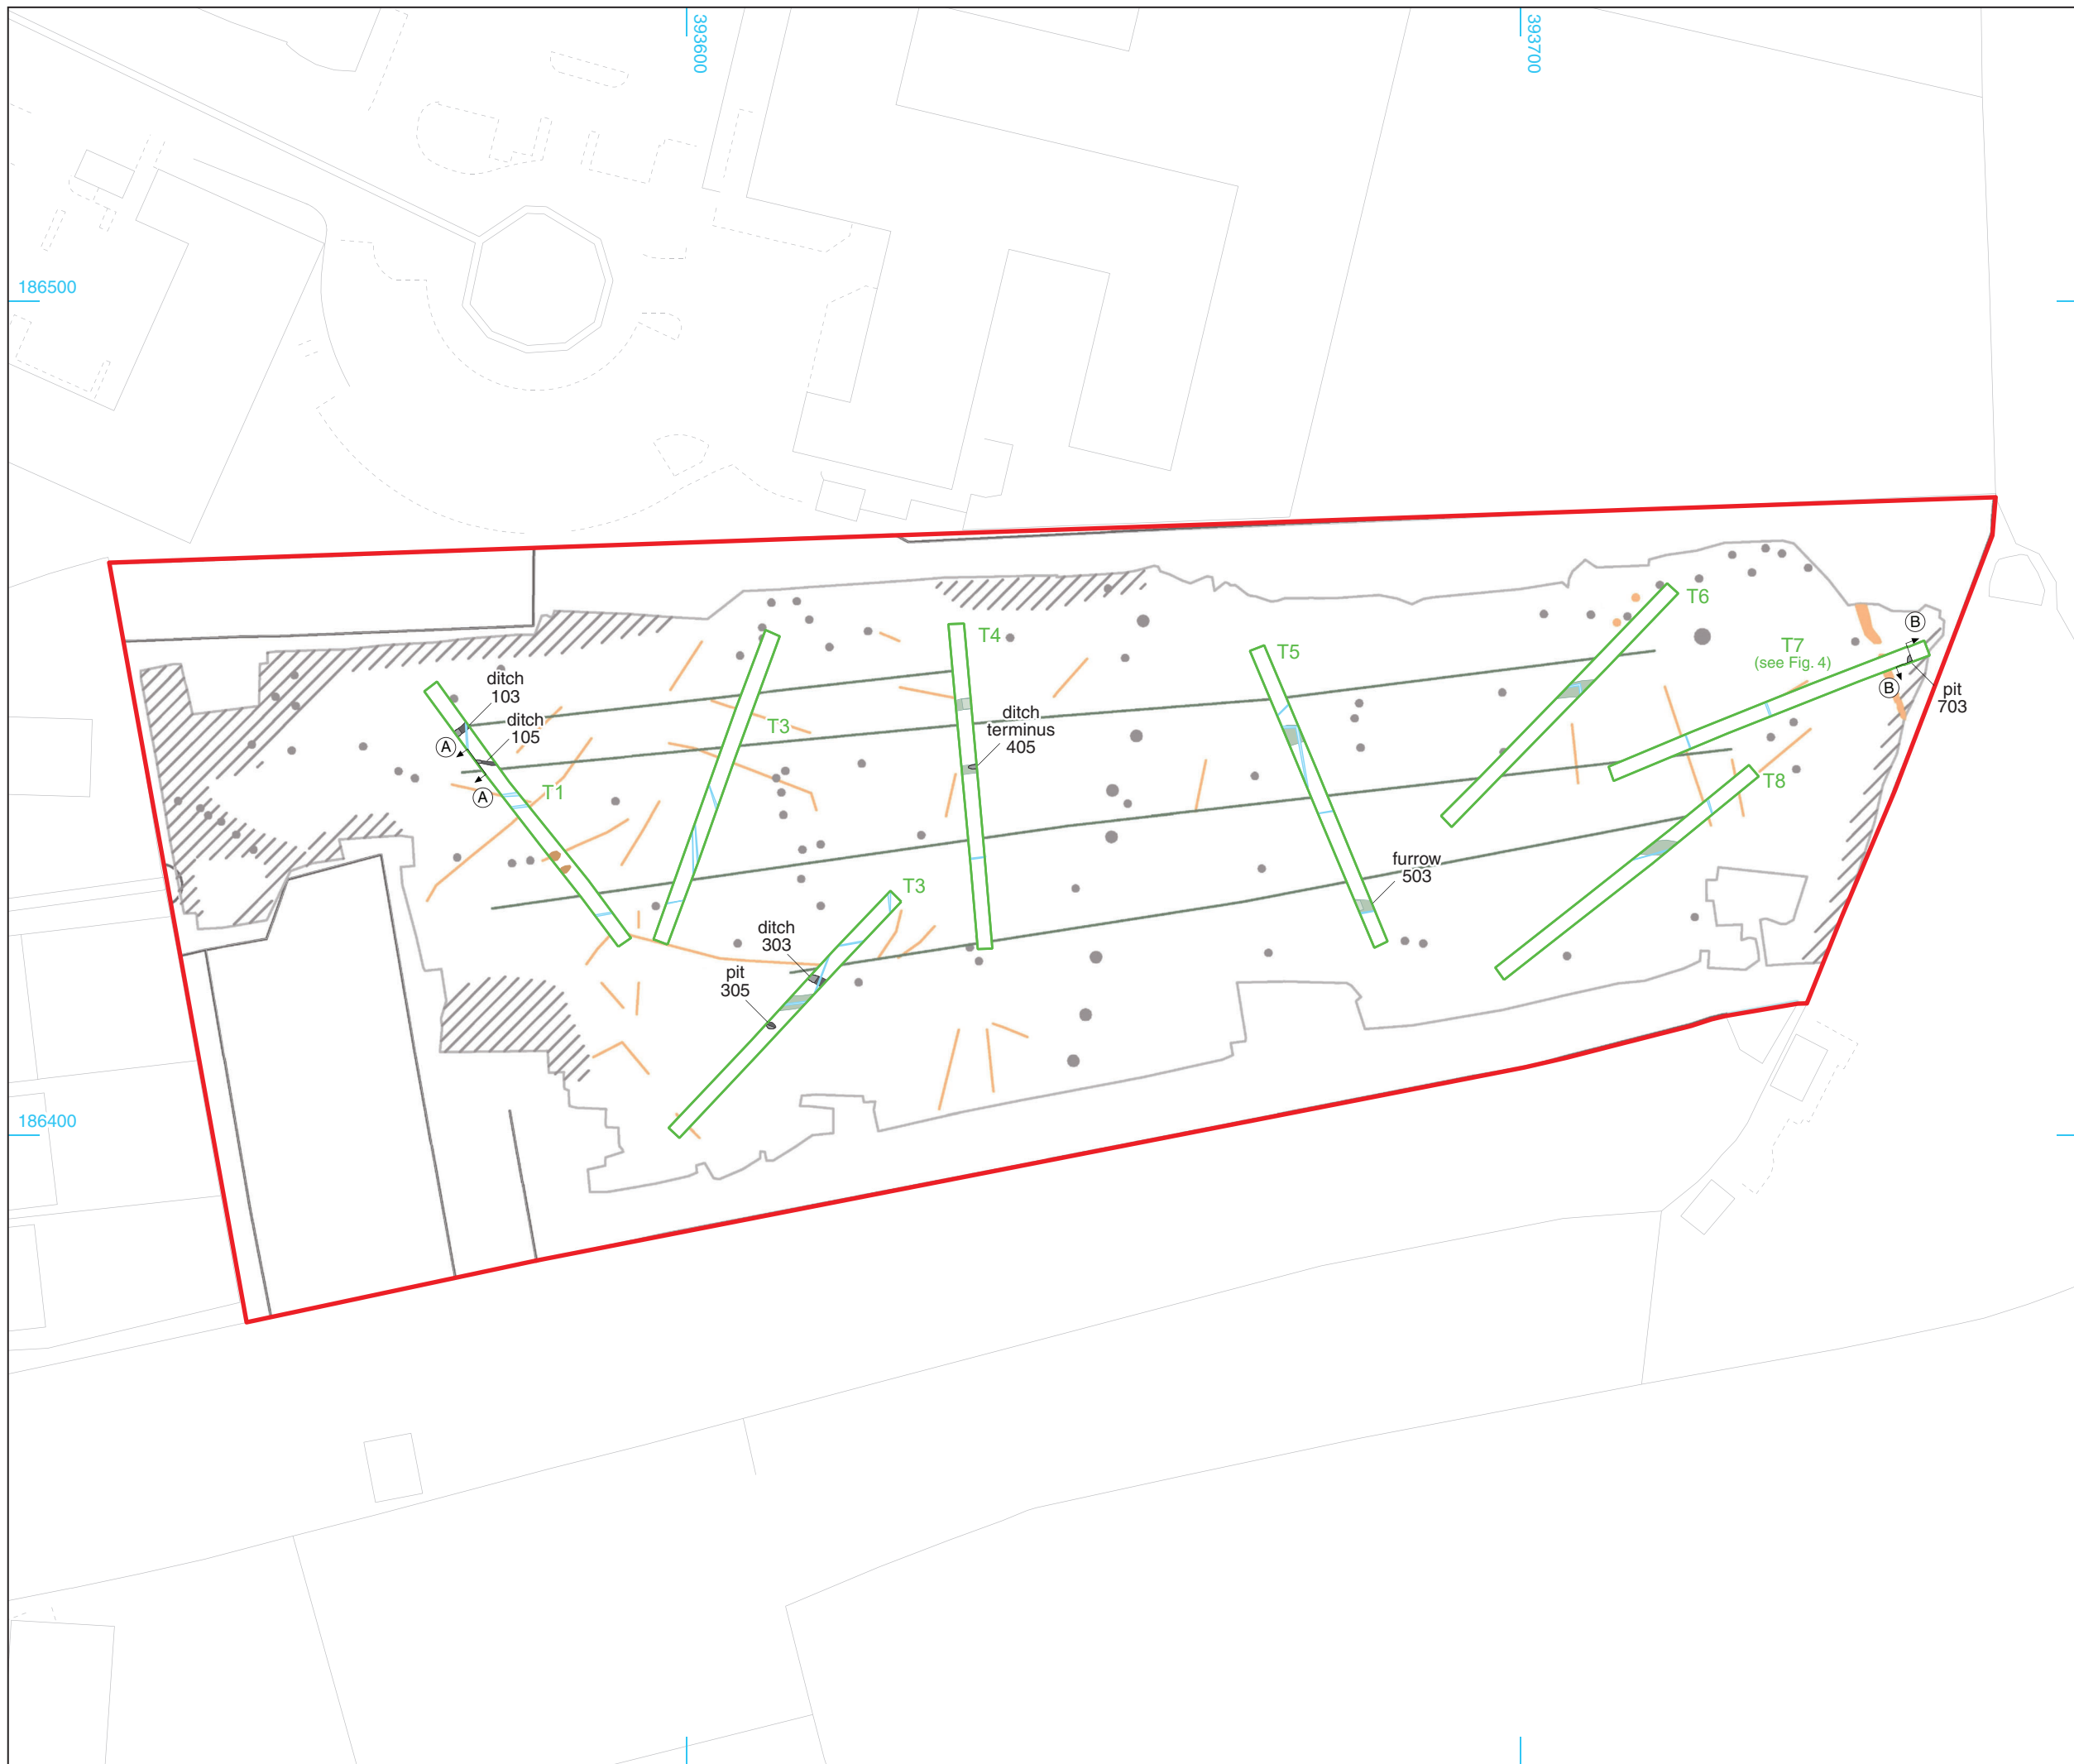 393600
393700
186500
T6
T4
T5
T7
(see Fig. 4)
B
B
pit
703
ditch
103
ditch
105
A
A
T1
T3
ditch
terminus
405
T8
furrow
503
T3
ditch
303
pit
305
186400